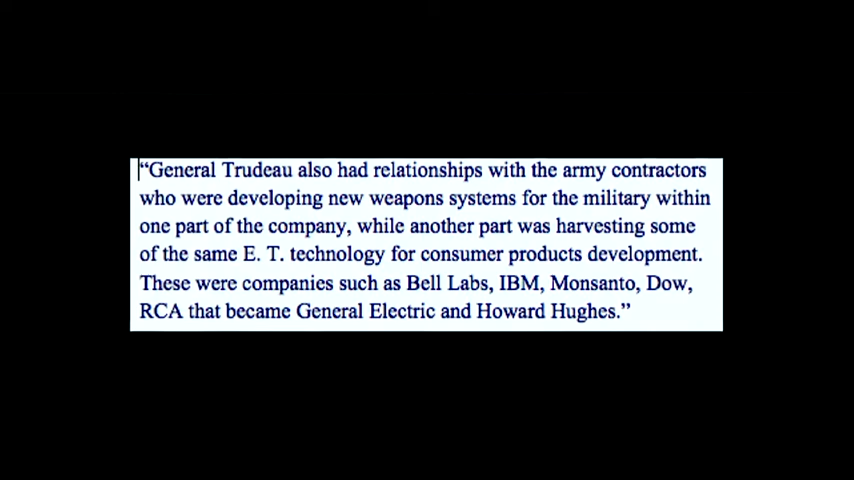 “General Trudeau also had relationships with the army contractors
who were developing new weapons systems for the military within
one part of the company, while another part was harvesting some
of the same E. T. technology for consumer products development.
These were companies such as Bell Labs, IBM, Monsanto, Dow,
RCA that became General Electric and Howard Hughes.”